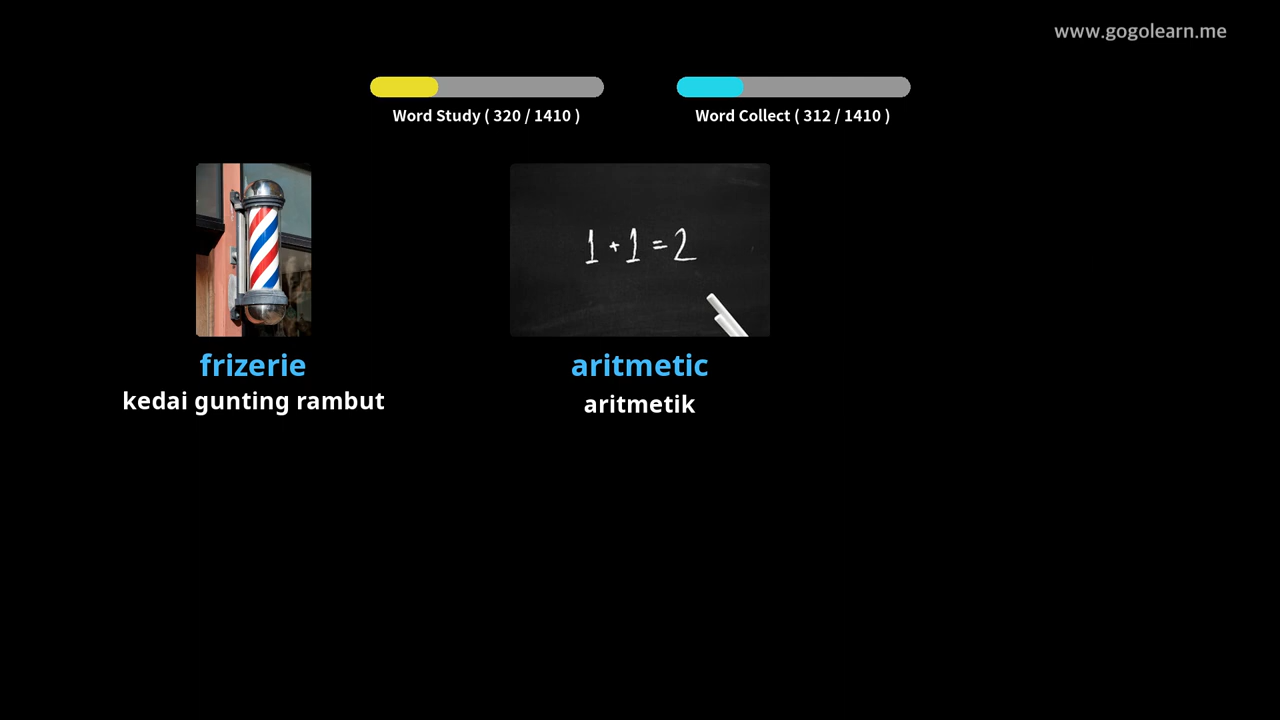 www.gogolearn.me
Word Study ( 320 / 1410 )
Word Collect ( 312 / 1410 )
1 + 1 = 2
frizerie
kedai gunting rambut
aritmetic
aritmetik